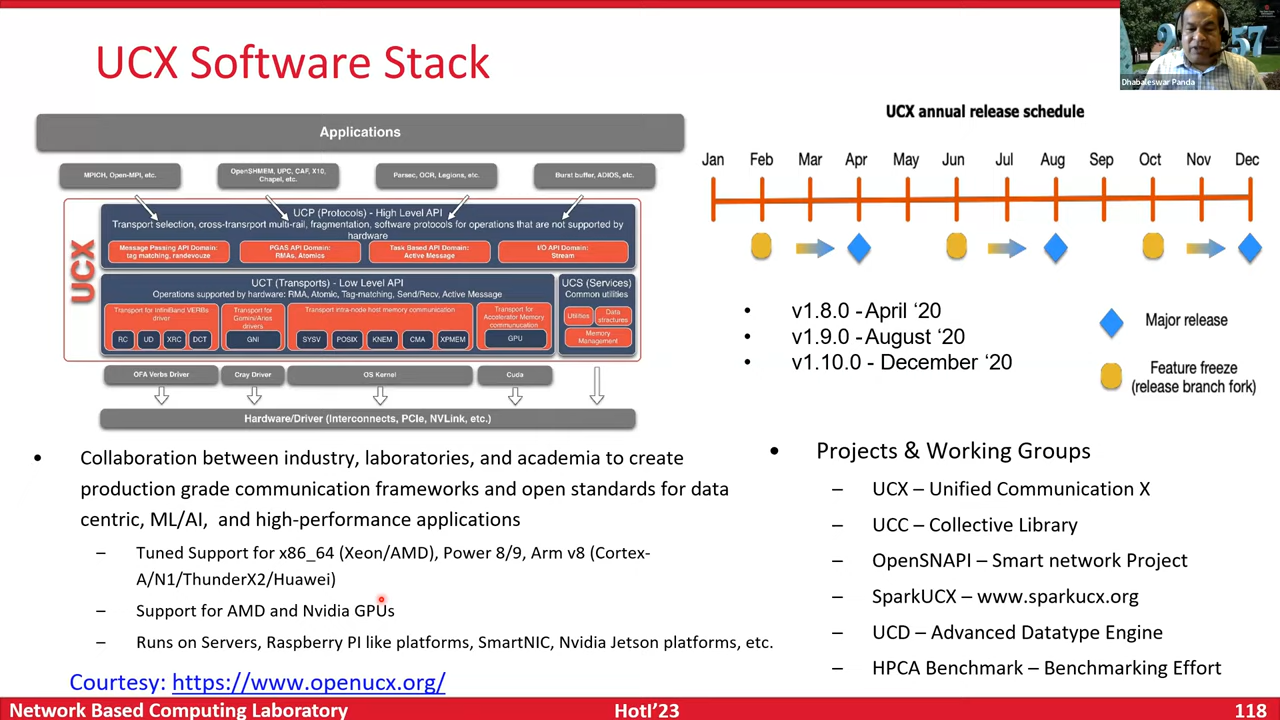 UCX Software Stack
Dhabaleswar Panda
Applications
MPICH, Open-MPI, etc.
OpenSHMEM, UPC, CAF, X10,
Chapel, etc.
Parsec, OCR, Legions, etc.
Burst buffer, ADIOS, etc.
UCX
UCP (Protocols) - High Level API
Transport selection, cross-transrport multi-rail, fragmentation, software protocols for operations that are not supported by
hardware
Message Passing API Domain:
tag matching, randevouze
PGAS API Domain:
RMAs, Atomics
Task Based API Domain:
Active Message
I/O API Domain:
Stream
UCT (Transports) - Low Level API
Operations supported by hardware: RMA, Atomic, Tag-matching, Send/Recv, Active Message
Transport for InfiniBand VERBs
driver
RC
UD
XRC
DCT
Transport for
Gemini/Aries
drivers
GNI
Transport intra-node host memory communication
SYSV
POSIX
KNEM
CMA
XPMEM
Transport for
Accelerator Memory
communucation
GPU
UCS (Services)
Common utilities
Utilities
Data
stractures
Memory
Management
OFA Verbs Driver
Cray Driver
OS Kernel
Cuda
Hardware/Driver (Interconnects, PCIe, NVLink, etc.)
UCX annual release schedule
Jan Feb Mar Apr May Jun Jul Aug Sep Oct Nov Dec
• v1.8.0 - April ‘20
• v1.9.0 - August ‘20
• v1.10.0 - December ‘20
Major release
Feature freeze
(release branch fork)
• Collaboration between industry, laboratories, and academia to create
production grade communication frameworks and open standards for data
centric, ML/AI, and high-performance applications
– Tuned Support for x86_64 (Xeon/AMD), Power 8/9, Arm v8 (Cortex-
A/N1/ThunderX2/Huawei)
– Support for AMD and Nvidia GPUs
– Runs on Servers, Raspberry PI like platforms, SmartNIC, Nvidia Jetson platforms, etc.
Courtesy: https://www.openucx.org/
• Projects & Working Groups
– UCX – Unified Communication X
– UCC – Collective Library
– OpenSNAPI – Smart network Project
– SparkUCX – www.sparkucx.org
– UCD – Advanced Datatype Engine
– HPCA Benchmark – Benchmarking Effort
Network Based Computing Laboratory
HotI’23
118